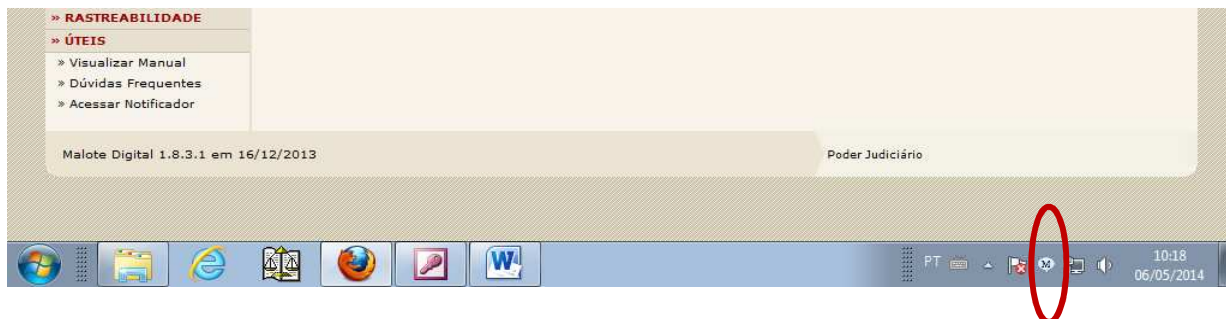 » RASTREABILIDADE
» ÚTEIS
» Visualizar Manual
» Dúvidas Frequentes
» Acessar Notificador
Malote Digital 1.8.3.1 em 16/12/2013
Poder Judiciário
PT
10:18
06/05/2014